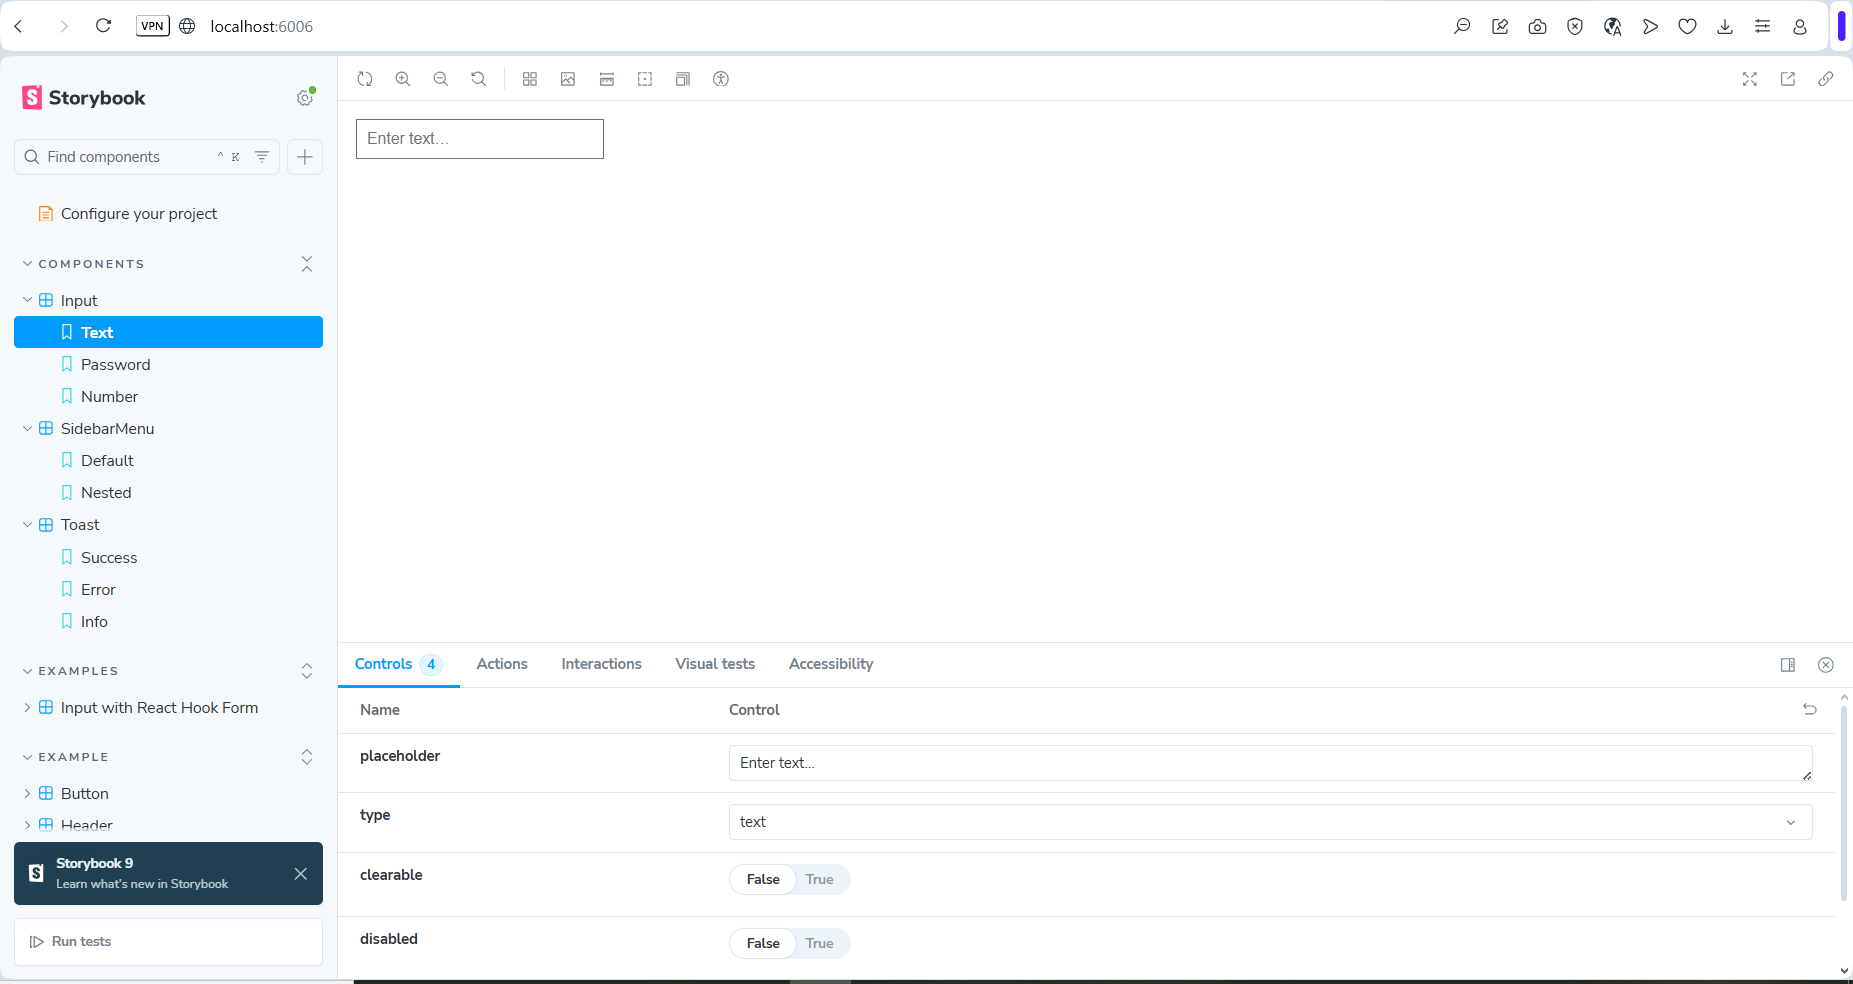 VPN localhost:6006
Storybook
Find components ^ K
Configure your project
COMPONENTS
Input
Text
Password
Number
SidebarMenu
Default
Nested
Toast
Success
Error
Info
EXAMPLES
Input with React Hook Form
EXAMPLE
Button
Header
Storybook 9
Learn what's new in Storybook
Run tests
Enter text...
Controls 4 Actions Interactions Visual tests Accessibility
Name Control
placeholder Enter text...
type text
clearable False True
disabled False True